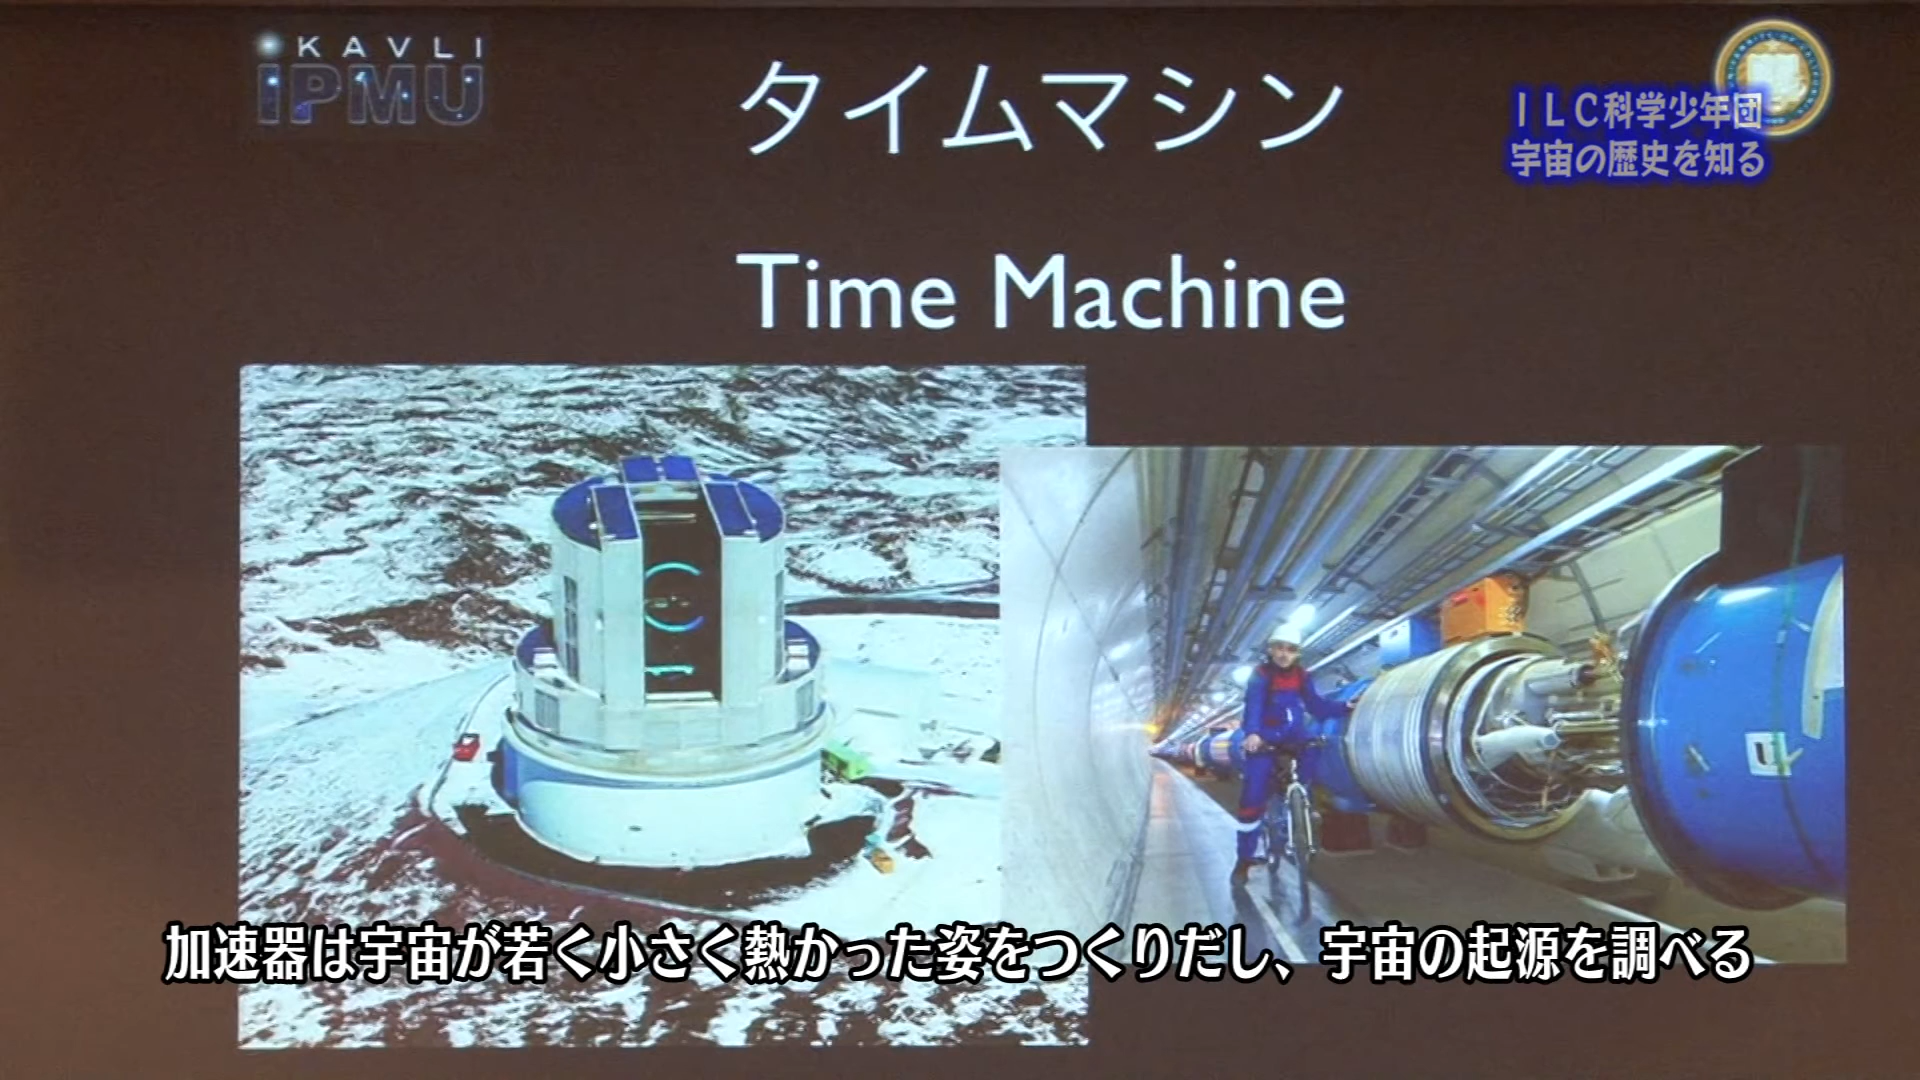 KAVLI
IPMU
タイムマシン
UNIVERSITY OF CALIFORNIA
ILC科学少年団
宇宙の歴史を知る
Time Machine
加速器は宇宙が若く小さく熱かった姿をつくりだし、宇宙の起源を調べる